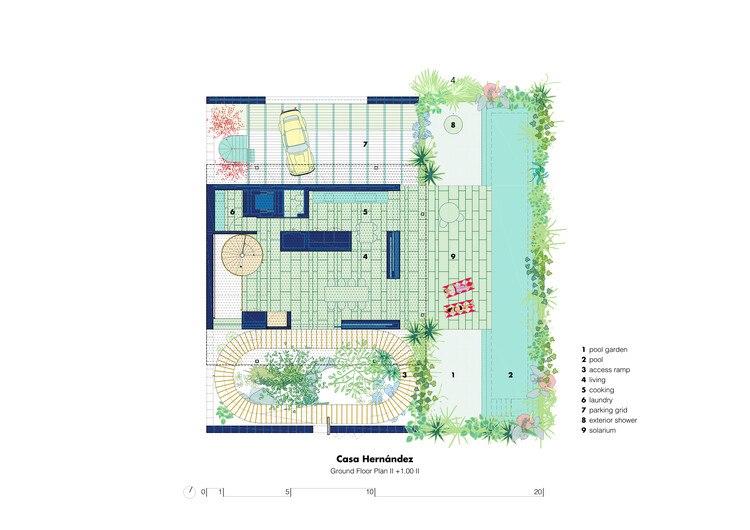 4
8
7
6
5
4
9
3
1
2
1 pool garden
2 pool
3 access ramp
4 living
5 cooking
6 laundry
7 parking grid
8 exterior shower
9 solarium
Casa Hernández
Ground Floor Plan II +1.00 II
0 1 5 10 20